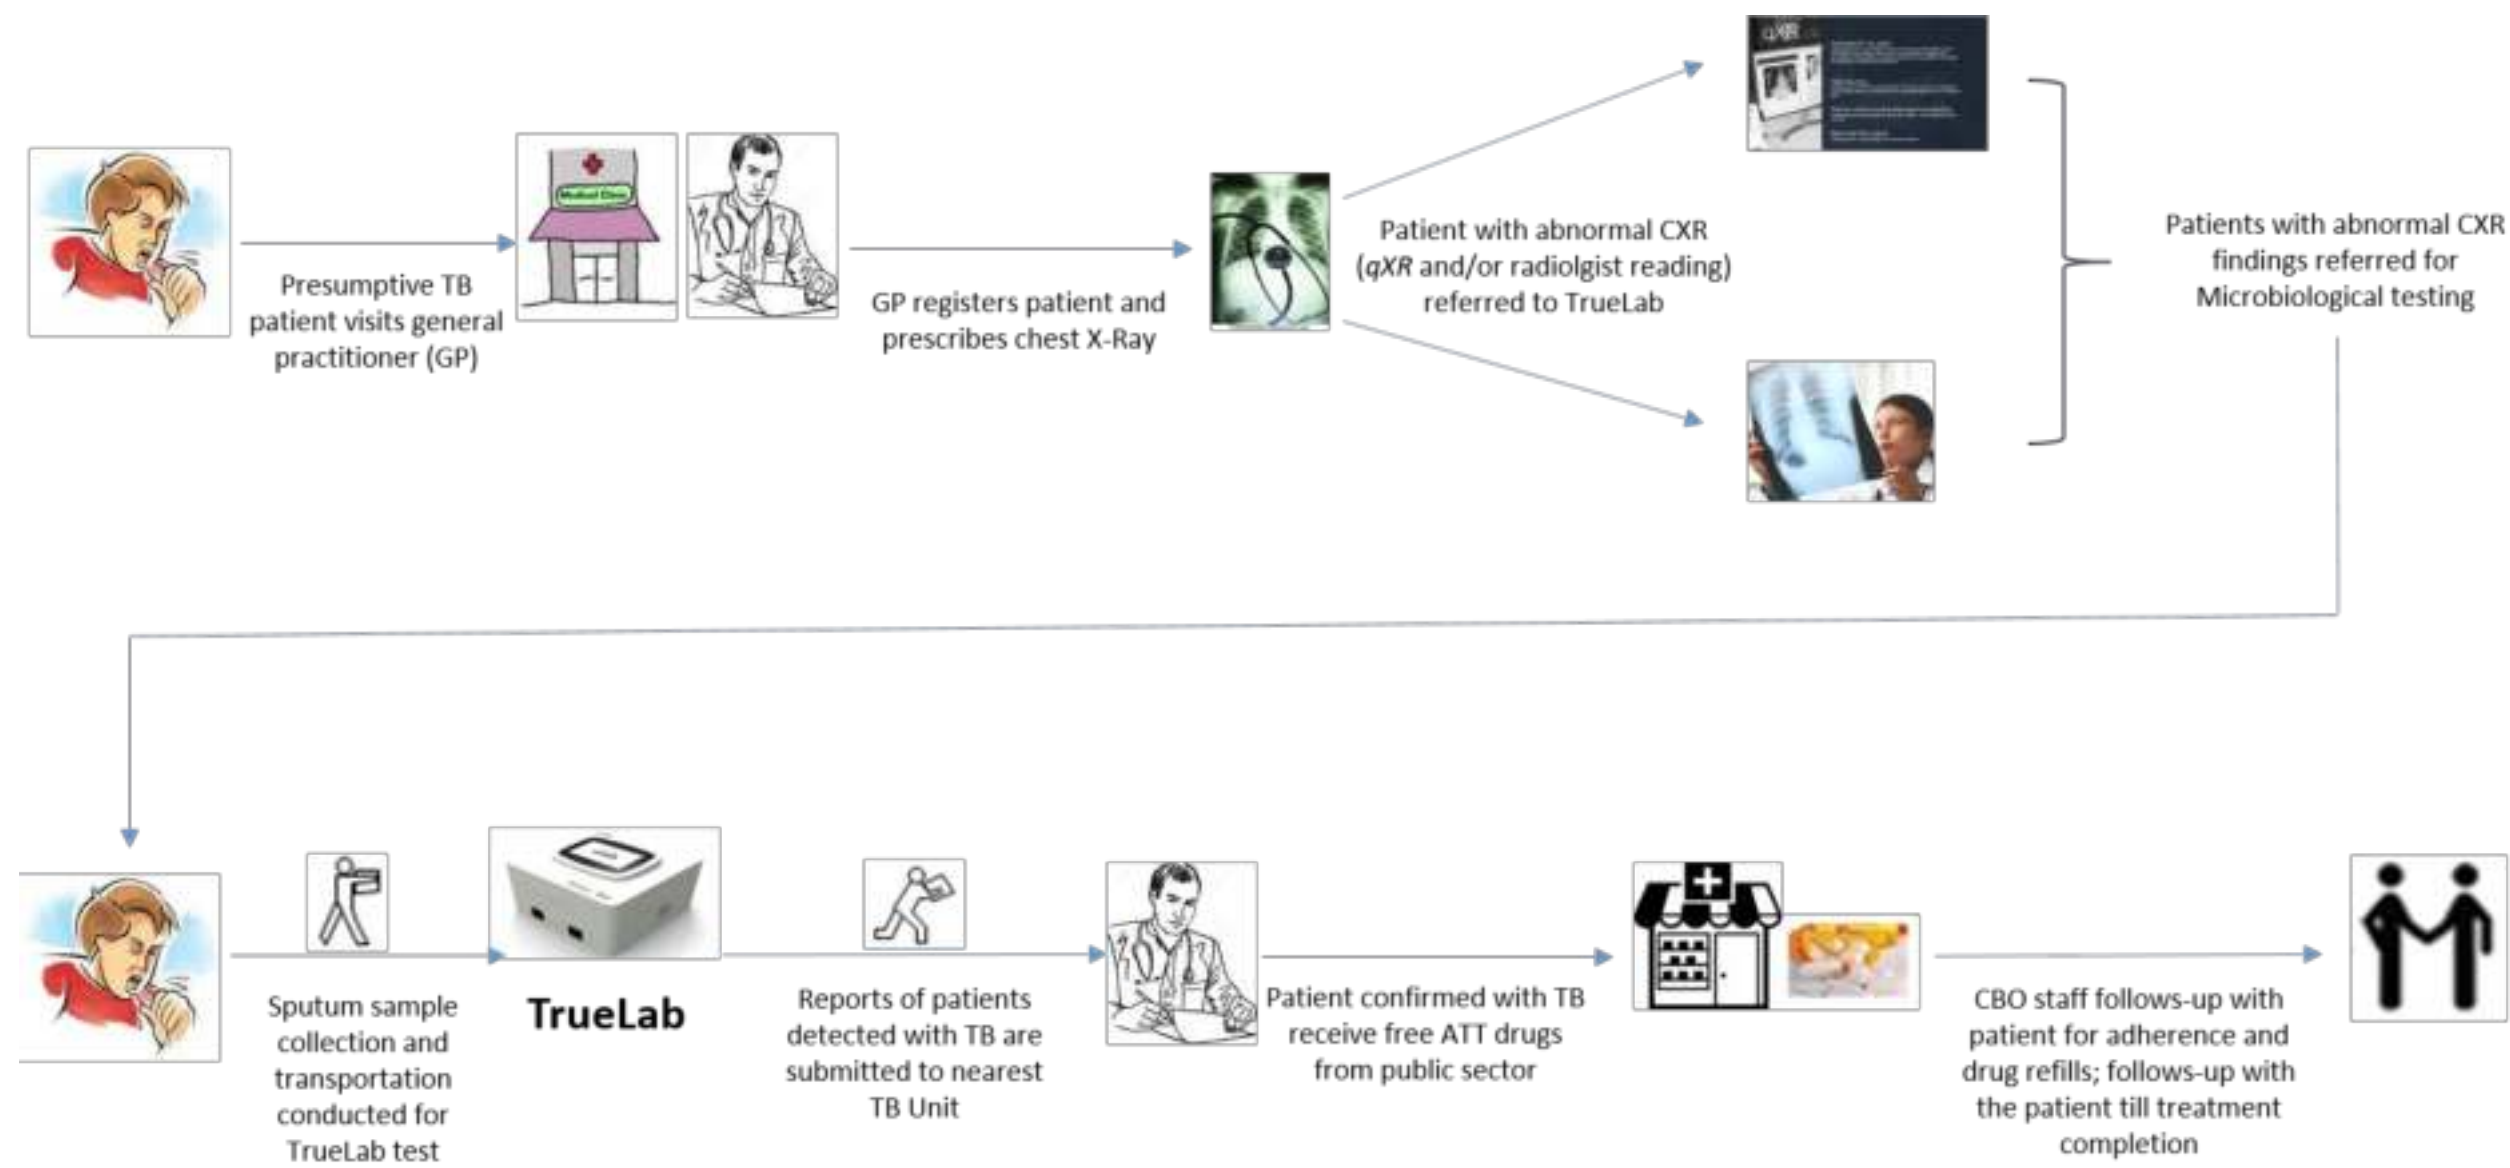 qXR
Presumptive TB
patient visits general
practitioner (GP)
Medical Clinic
GP registers patient and
prescribes chest X-Ray
Patient with abnormal CXR
(qXR and/or radiolgist reading)
referred to TrueLab
Patients with abnormal CXR
findings referred for
Microbiological testing
Sputum sample
collection and
transportation
conducted for
TrueLab test
TrueLab
Reports of patients
detected with TB are
submitted to nearest
TB Unit
Patient confirmed with TB
receive free ATT drugs
from public sector
CBO staff follows-up with
patient for adherence and
drug refills; follows-up with
the patient till treatment
completion